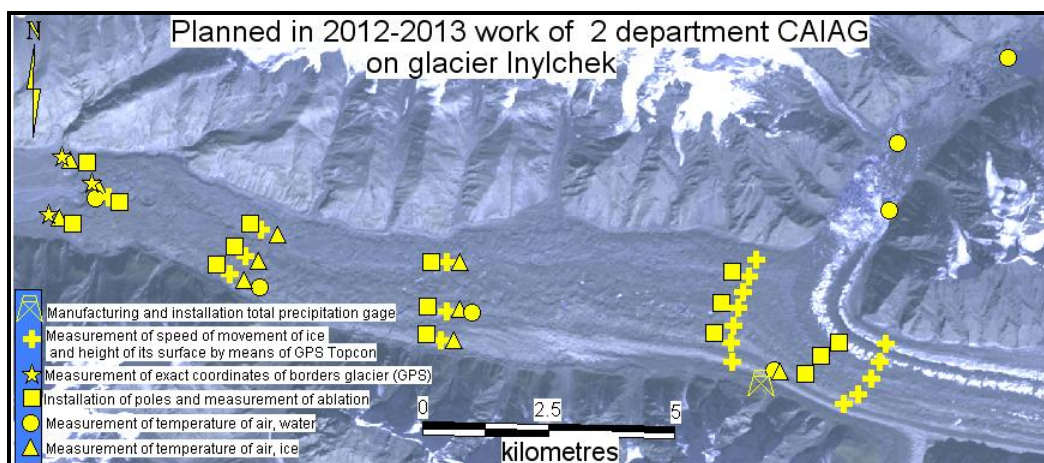 Planned in 2012-2013 work of 2 department CAIAG
on glacier Inylchek
N
Manufacturing and installation total precipitation gage
Measurement of speed of movement of ice
and height of its surface by means of GPS Topcon
Measurement of exact coordinates of borders glacier (GPS)
Installation of poles and measurement of ablation
Measurement of temperature of air, water
Measurement of temperature of air, ice
0 2.5 5
kilometres